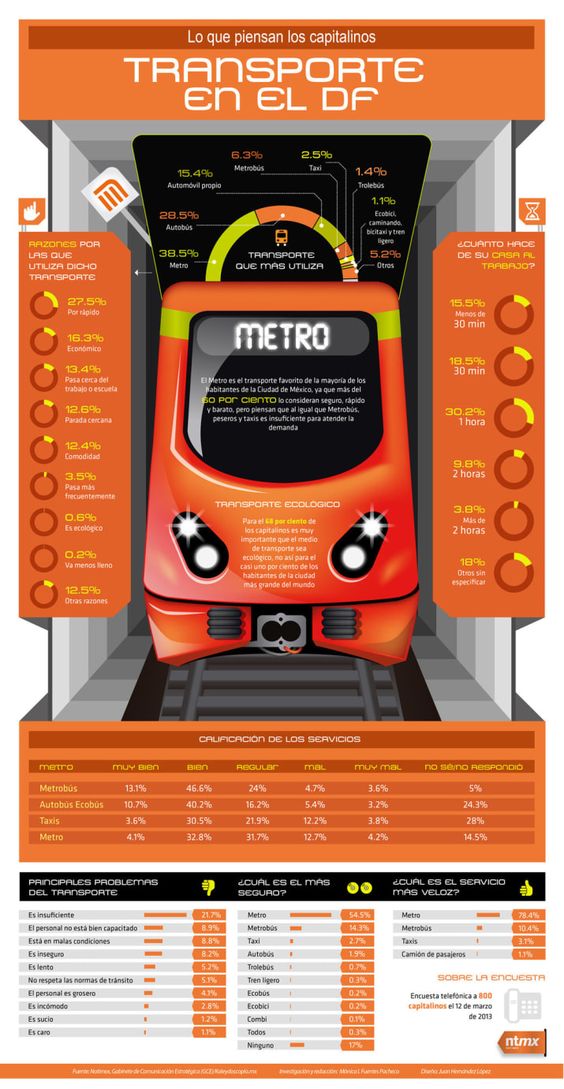 Lo que piensan los capitalinos
TRANSPORTE
EN EL DF
6.3%
Metrobús
2.5%
Taxi
15.4%
Automóvil propio
1.4%
Trolebús
28.5%
Autobús
1.1%
Ecobici,
caminando,
bicitaxi y tren
ligero
38.5%
Metro
5.2%
Otros
TRANSPORTE
QUE MÁS UTILIZA
RAZONES POR
LAS QUE
UTILIZA DICHO
TRANSPORTE
27.5%
Por rápido
16.3%
Económico
13.4%
Pasa cerca del
trabajo o escuela
12.6%
Parada cercana
12.4%
Comodidad
3.5%
Pasa más
frecuentemente
0.6%
Es ecológico
0.2%
Va menos lleno
12.5%
Otras razones
METRO
El Metro es el transporte favorito de la mayoría de los
habitantes de la Ciudad de México, ya que más del
60 POR CIENTO lo consideran seguro, rápido
y barato, pero piensan que al igual que Metrobús,
peseros y taxis es insuficiente para atender la
demanda
TRANSPORTE ECOLÓGICO
Para el 68 por ciento de
los capitalinos es muy
importante que el medio
de transporte sea
ecológico, no así para el
casi uno por ciento de los
habitantes de la ciudad
más grande del mundo
¿CUÁNTO HACE
DE SU CASA AL
TRABAJO?
15.5%
Menos de
30 min
18.5%
30 min
30.2%
1 hora
9.8%
2 horas
3.8%
Más de
2 horas
18%
Otros sin
especificar
CALIFICACIÓN DE LOS SERVICIOS
METRO MUY BIEN BIEN REGULAR MAL MUY MAL NO SÉ/NO RESPONDIÓ
Metrobús 13.1% 46.6% 24% 4.7% 3.6% 5%
Autobús Ecobús 10.7% 40.2% 16.2% 5.4% 3.2% 24.3%
Taxis 3.6% 30.5% 21.9% 12.2% 3.8% 28%
Metro 4.1% 32.8% 31.7% 12.7% 4.2% 14.5%
PRINCIPALES PROBLEMAS
DEL TRANSPORTE
Es insuficiente 21.7%
El personal no está bien capacitado 8.9%
Está en malas condiciones 8.8%
Es inseguro 8.2%
Es lento 5.2%
No respeta las normas de tránsito 5.1%
El personal es grosero 4.1%
Es incómodo 2.8%
Es sucio 1.2%
Es caro 1.1%
¿CUÁL ES EL MÁS
SEGURO?
Metro 54.5%
Metrobús 14.3%
Taxi 2.7%
Autobús 1.9%
Trolebús 0.7%
Tren ligero 0.3%
Ecobús 0.2%
Ecobici 0.2%
Combi 0.1%
Todos 0.3%
Ninguno 17%
¿CUÁL ES EL SERVICIO
MÁS VELOZ?
Metro 78.4%
Metrobús 10.4%
Taxis 3.1%
Camión de pasajeros 1.1%
SOBRE LA ENCUESTA
Encuesta telefónica a 800
capitalinos el 12 de marzo
de 2013
ntmx
Fuente: Notimex, Gabinete de Comunicación Estratégica (GCE)/Kaleydoscopio.mx
Investigación y redacción: Mónica I. Fuentes Pacheco
Diseño: Juan Hernández López